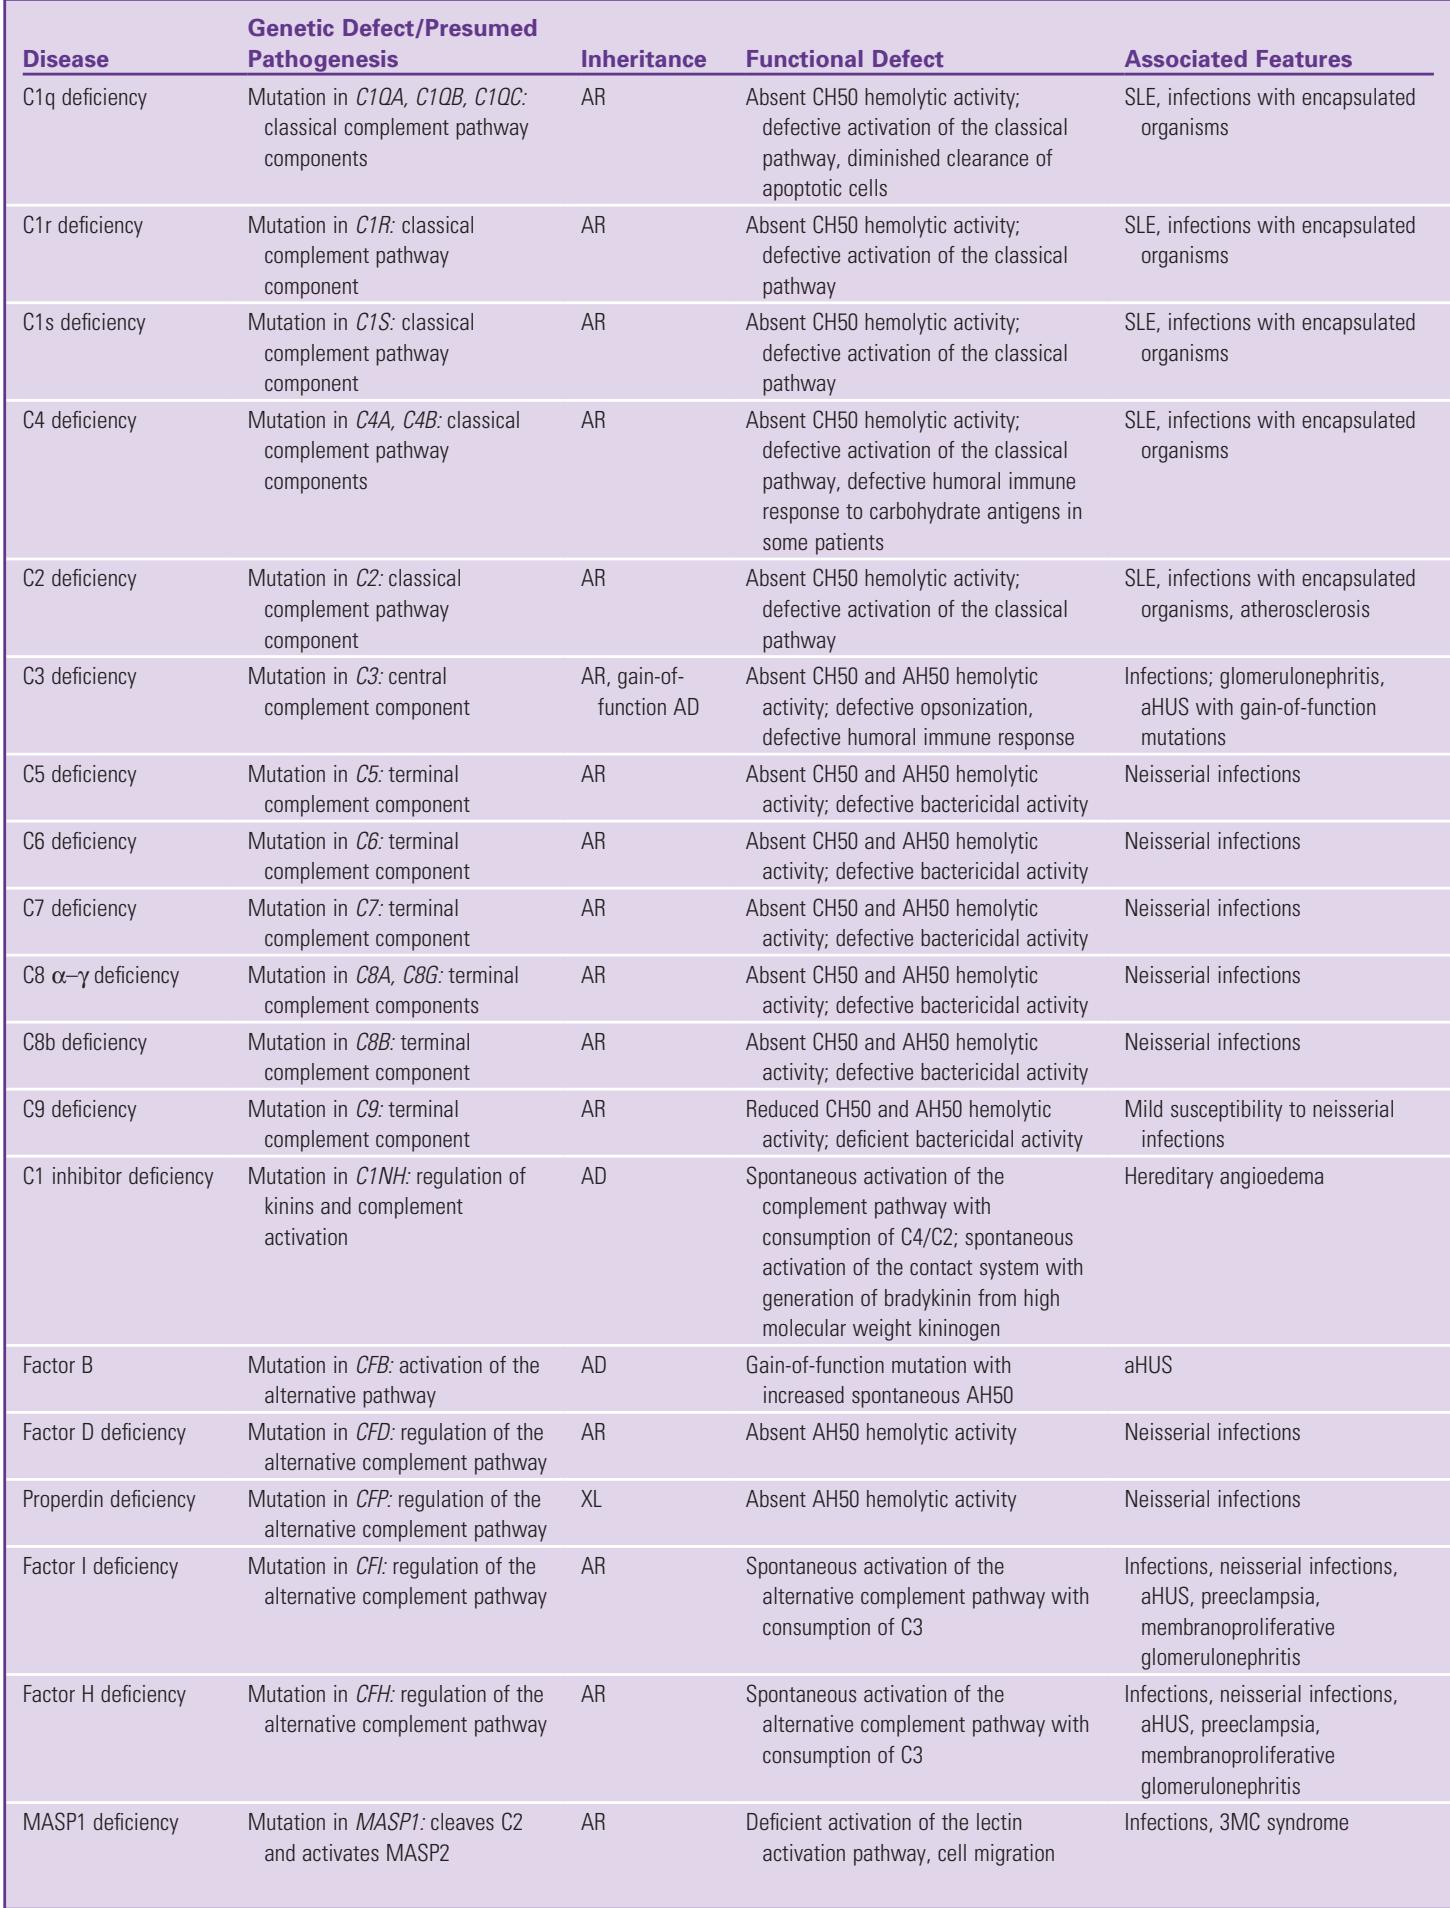 Disease	Genetic Defect/Presumed Pathogenesis	Inheritance	Functional Defect	Associated Features
C1q deficiency	Mutation in C1QA, C1QB, C1QC: classical complement pathway components	AR	Absent CH50 hemolytic activity; defective activation of the classical pathway, diminished clearance of apoptotic cells	SLE, infections with encapsulated organisms
C1r deficiency	Mutation in C1R: classical complement pathway component	AR	Absent CH50 hemolytic activity; defective activation of the classical pathway	SLE, infections with encapsulated organisms
C1s deficiency	Mutation in C1S: classical complement pathway component	AR	Absent CH50 hemolytic activity; defective activation of the classical pathway	SLE, infections with encapsulated organisms
C4 deficiency	Mutation in C4A, C4B: classical complement pathway components	AR	Absent CH50 hemolytic activity; defective activation of the classical pathway, defective humoral immune response to carbohydrate antigens in some patients	SLE, infections with encapsulated organisms
C2 deficiency	Mutation in C2: classical complement pathway component	AR	Absent CH50 hemolytic activity; defective activation of the classical pathway	SLE, infections with encapsulated organisms, atherosclerosis
C3 deficiency	Mutation in C3: central complement component	AR, gain-of-function AD	Absent CH50 and AH50 hemolytic activity; defective opsonization, defective humoral immune response	Infections; glomerulonephritis, aHUS with gain-of-function mutations
C5 deficiency	Mutation in C5: terminal complement component	AR	Absent CH50 and AH50 hemolytic activity; defective bactericidal activity	Neisserial infections
C6 deficiency	Mutation in C6: terminal complement component	AR	Absent CH50 and AH50 hemolytic activity; defective bactericidal activity	Neisserial infections
C7 deficiency	Mutation in C7: terminal complement component	AR	Absent CH50 and AH50 hemolytic activity; defective bactericidal activity	Neisserial infections
C8 α–γ deficiency	Mutation in C8A, C8G: terminal complement components	AR	Absent CH50 and AH50 hemolytic activity; defective bactericidal activity	Neisserial infections
C8b deficiency	Mutation in C8B: terminal complement component	AR	Absent CH50 and AH50 hemolytic activity; defective bactericidal activity	Neisserial infections
C9 deficiency	Mutation in C9: terminal complement component	AR	Reduced CH50 and AH50 hemolytic activity; deficient bactericidal activity	Mild susceptibility to neisserial infections
C1 inhibitor deficiency	Mutation in C1NH: regulation of kinins and complement activation	AD	Spontaneous activation of the complement pathway with consumption of C4/C2; spontaneous activation of the contact system with generation of bradykinin from high molecular weight kininogen	Hereditary angioedema
Factor B	Mutation in CFB: activation of the alternative pathway	AD	Gain-of-function mutation with increased spontaneous AH50	aHUS
Factor D deficiency	Mutation in CFD: regulation of the alternative complement pathway	AR	Absent AH50 hemolytic activity	Neisserial infections
Properdin deficiency	Mutation in CFP: regulation of the alternative complement pathway	XL	Absent AH50 hemolytic activity	Neisserial infections
Factor I deficiency	Mutation in CFI: regulation of the alternative complement pathway	AR	Spontaneous activation of the alternative complement pathway with consumption of C3	Infections, neisserial infections, aHUS, preeclampsia, membranoproliferative glomerulonephritis
Factor H deficiency	Mutation in CFH: regulation of the alternative complement pathway	AR	Spontaneous activation of the alternative complement pathway with consumption of C3	Infections, neisserial infections, aHUS, preeclampsia, membranoproliferative glomerulonephritis
MASP1 deficiency	Mutation in MASP1: cleaves C2 and activates MASP2	AR	Deficient activation of the lectin activation pathway, cell migration	Infections, 3MC syndrome